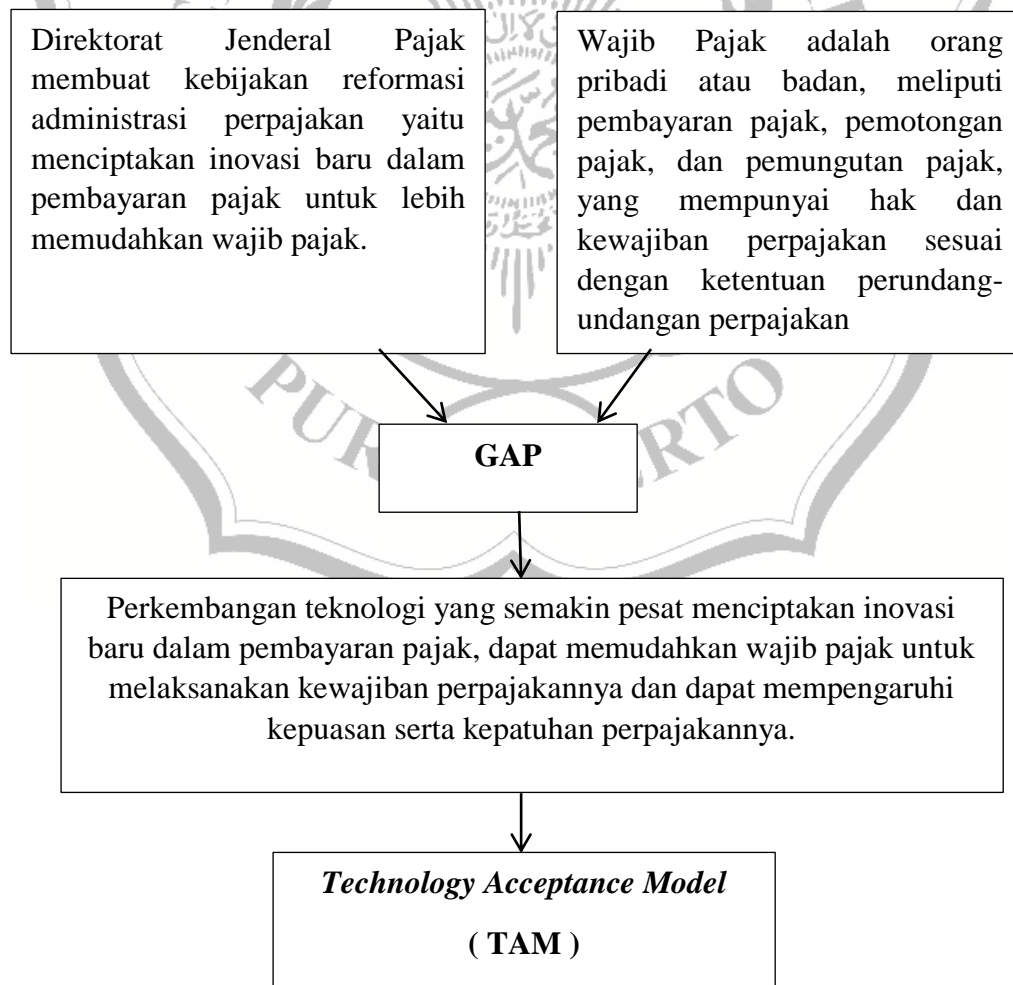 Direktorat Jenderal Pajak
membuat kebijakan reformasi
administrasi perpajakan yaitu
menciptakan inovasi baru dalam
pembayaran pajak untuk lebih
memudahkan wajib pajak.
Wajib Pajak adalah orang
pribadi atau badan, meliputi
pembayaran pajak, pemotongan
pajak, dan pemungutan pajak,
yang mempunyai hak dan
kewajiban perpajakan sesuai
dengan ketentuan perundang-
undangan perpajakan
GAP
Perkembangan teknologi yang semakin pesat menciptakan inovasi
baru dalam pembayaran pajak, dapat memudahkan wajib pajak untuk
melaksanakan kewajiban perpajakannya dan dapat mempengaruhi
kepuasan serta kepatuhan perpajakannya.
Technology Acceptance Model
( TAM )